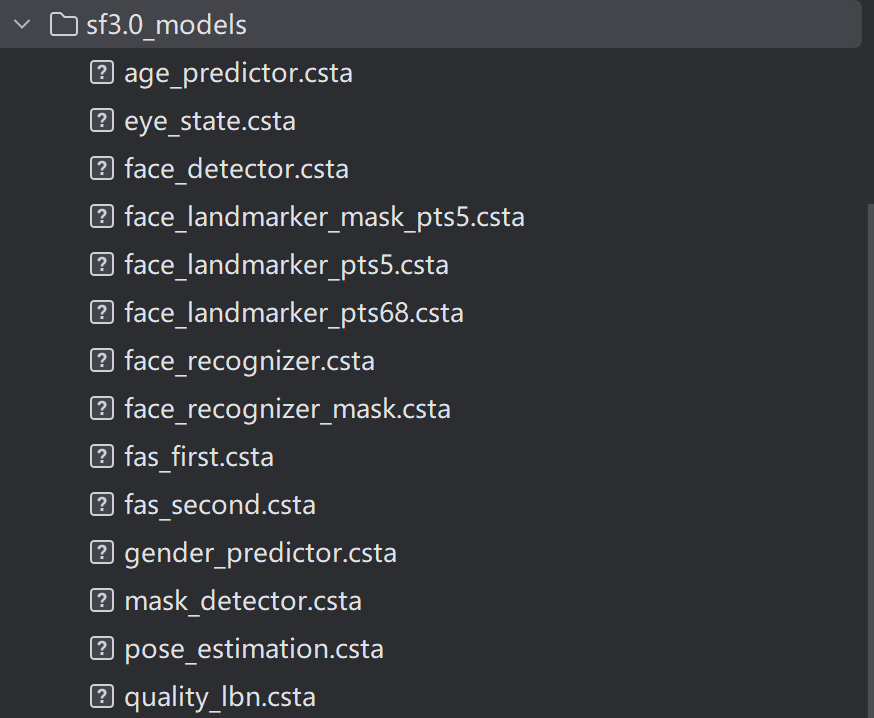 sf3.0_models
age_predictor.csta
eye_state.csta
face_detector.csta
face_landmarker_mask_pts5.csta
face_landmarker_pts5.csta
face_landmarker_pts68.csta
face_recognizer.csta
face_recognizer_mask.csta
fas_first.csta
fas_second.csta
gender_predictor.csta
mask_detector.csta
pose_estimation.csta
quality_lbn.csta